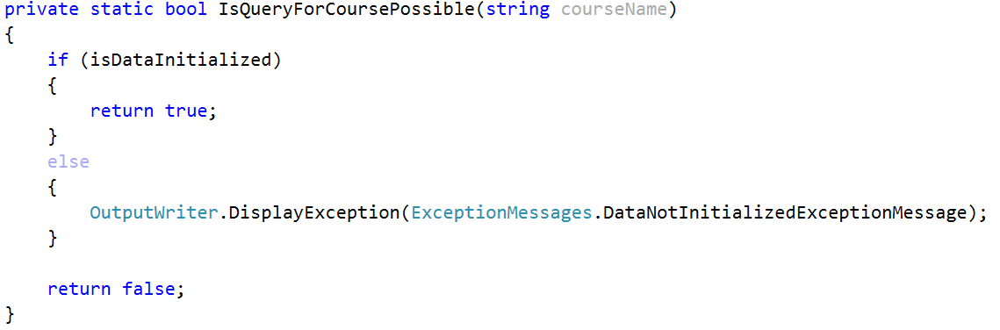 private static bool IsQueryForCoursePossible(string courseName)
{
    if (isDataInitialized)
    {
        return true;
    }
    else
    {
        OutputWriter.DisplayException(ExceptionMessages.DataNotInitializedExceptionMessage);
    }

    return false;
}